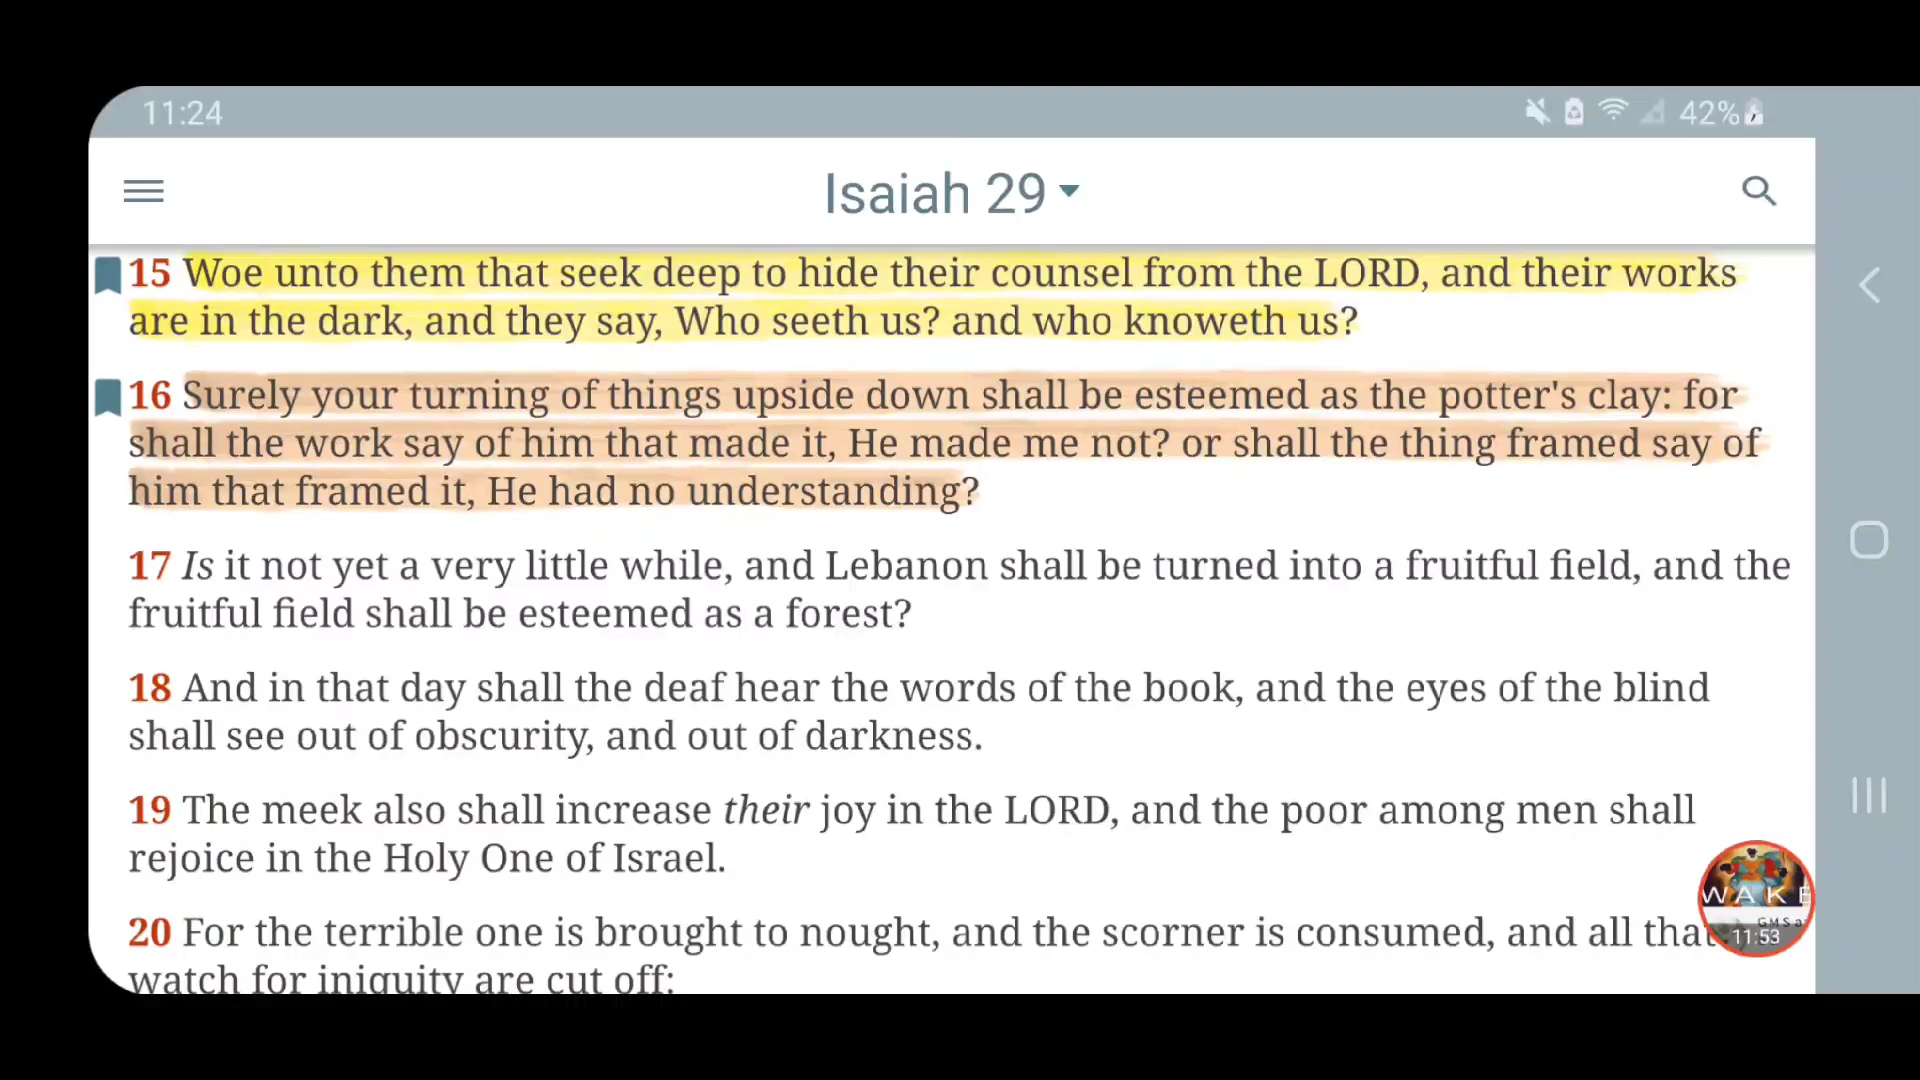 11:24
42%
Isaiah 29
15 Woe unto them that seek deep to hide their counsel from the LORD, and their works
are in the dark, and they say, Who seeth us? and who knoweth us?
16 Surely your turning of things upside down shall be esteemed as the potter's clay: for
shall the work say of him that made it, He made me not? or shall the thing framed say of
him that framed it, He had no understanding?
17 Is it not yet a very little while, and Lebanon shall be turned into a fruitful field, and the
fruitful field shall be esteemed as a forest?
18 And in that day shall the deaf hear the words of the book, and the eyes of the blind
shall see out of obscurity, and out of darkness.
19 The meek also shall increase their joy in the LORD, and the poor among men shall
rejoice in the Holy One of Israel.
WAKE
20 For the terrible one is brought to nought, and the scorner is consumed, and all that
GMS a
11:53
watch for iniquity are cut off: